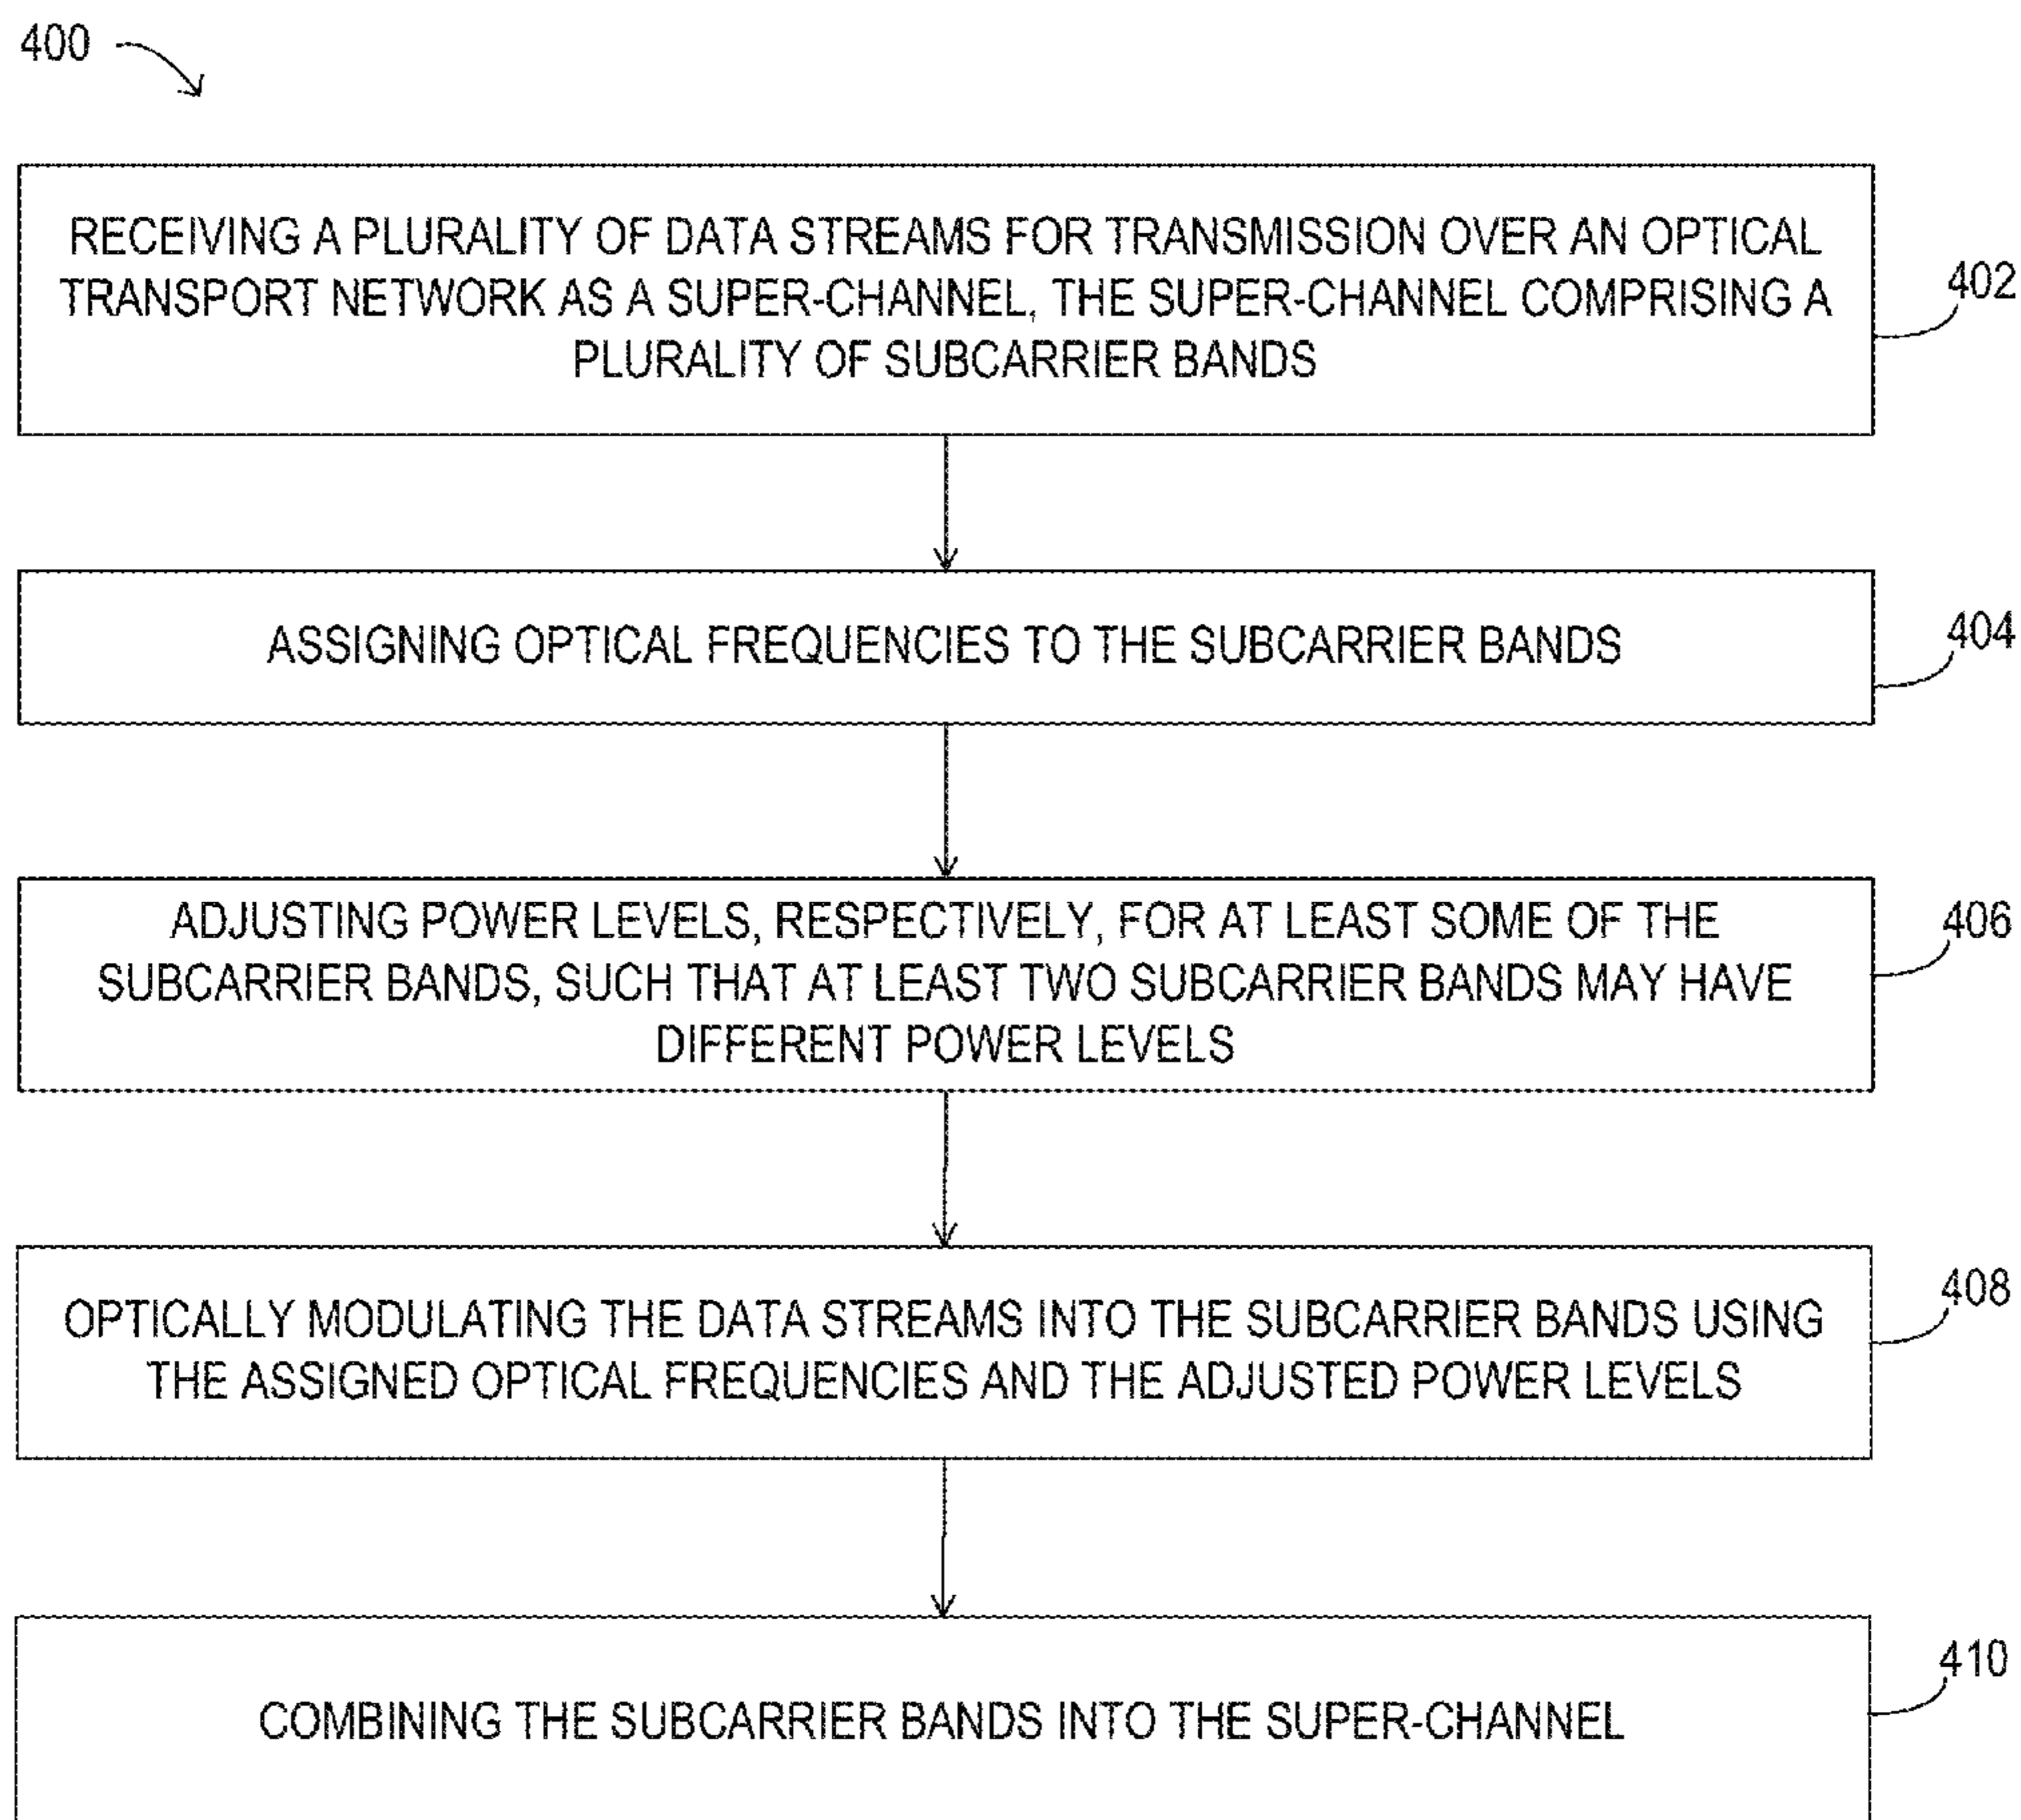 400
RECEIVING A PLURALITY OF DATA STREAMS FOR TRANSMISSION OVER AN OPTICAL
TRANSPORT NETWORK AS A SUPER-CHANNEL, THE SUPER-CHANNEL COMPRISING A
PLURALITY OF SUBCARRIER BANDS
402
ASSIGNING OPTICAL FREQUENCIES TO THE SUBCARRIER BANDS
404
ADJUSTING POWER LEVELS, RESPECTIVELY, FOR AT LEAST SOME OF THE
SUBCARRIER BANDS, SUCH THAT AT LEAST TWO SUBCARRIER BANDS MAY HAVE
DIFFERENT POWER LEVELS
406
OPTICALLY MODULATING THE DATA STREAMS INTO THE SUBCARRIER BANDS USING
THE ASSIGNED OPTICAL FREQUENCIES AND THE ADJUSTED POWER LEVELS
408
COMBINING THE SUBCARRIER BANDS INTO THE SUPER-CHANNEL
410